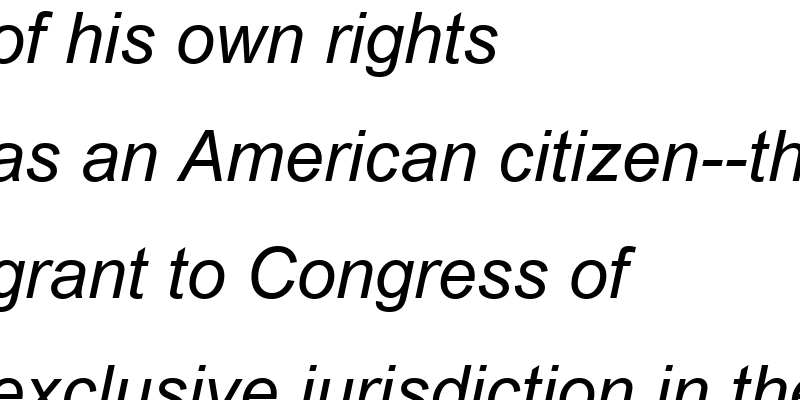 of his own rights
as an American citizen--th
grant to Congress of
exclusive jurisdiction in the